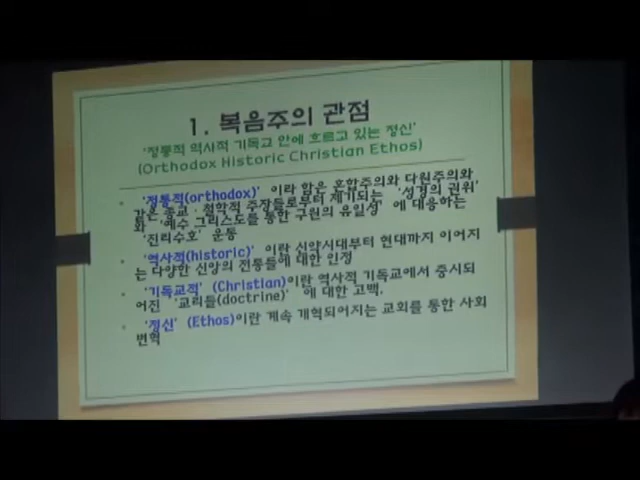 1. 복음주의 관점
'정통적 역사적 기독교 안에 흐르고 있는 정신'
(Orthodox Historic Christian Ethos)
• '정통적(orthodox)' 이라 함은 혼합주의와 다원주의와
같은 종교·철학적 주장들로부터 제기되는 '성경의 권위'
와 '예수 그리스도를 통한 구원의 유일성' 에 대응하는
'진리수호' 운동
• '역사적(historic)'이란 신약시대부터 현대까지 이어지
는 다양한 신앙의 전통들에 대한 인정
• '기독교적' (Christian)이란 역사적 기독교에서 중시되
어진 '교리들(doctrine)' 에 대한 고백,
• '정신' (Ethos)이란 계속 개혁되어지는 교회를 통한 사회
변혁